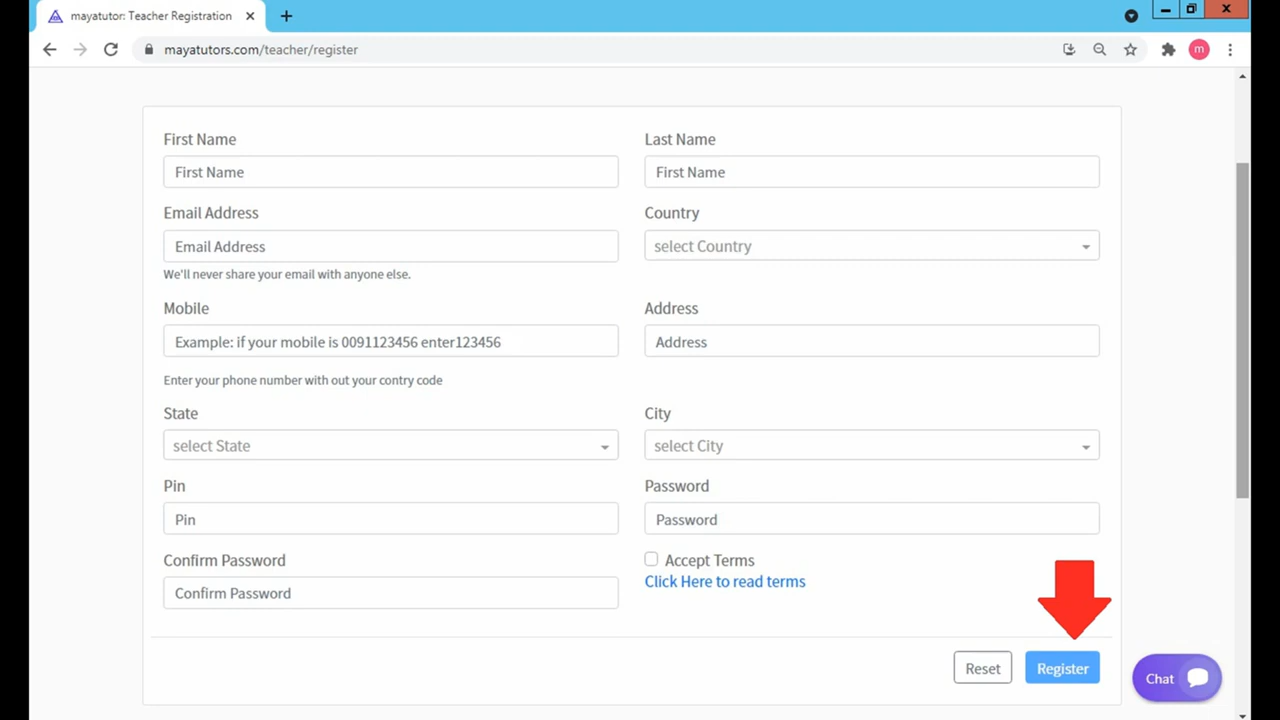 mayatutor: Teacher Registration
mayatutors.com/teacher/register
m
First Name
Last Name
First Name
First Name
Email Address
Country
Email Address
select Country
We'll never share your email with anyone else.
Mobile
Address
Example: if your mobile is 0091123456 enter123456
Address
Enter your phone number with out your contry code
State
City
select State
select City
Pin
Password
Pin
Password
Confirm Password
Accept Terms
Click Here to read terms
Confirm Password
Reset
Register
Chat